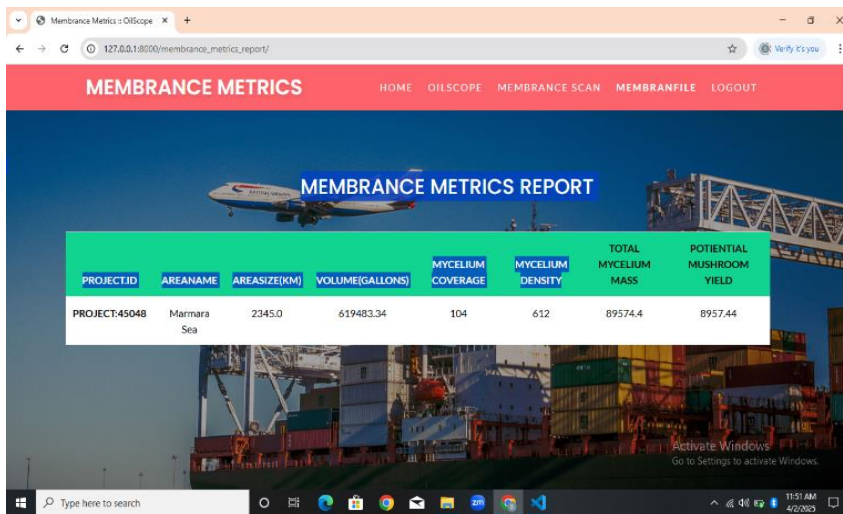 Membrance Metrics :: OilScope
127.0.0.1:8000/membrance_metrics_report/
Verify it's you
MEMBRANCE METRICS
HOME OILSCOPE MEMBRANCE SCAN MEMBRANFILE LOGOUT
BRITISH AIRWAYS
MEMBRANCE METRICS REPORT
PROJECT.ID AREANAME AREASIZE(KM) VOLUME(GALLONS) MYCELIUM COVERAGE MYCELIUM DENSITY TOTAL MYCELIUM MASS POTIENTIAL MUSHROOM YIELD
PROJECT:45048 Marmara Sea 2345.0 619483.34 104 612 89574.4 8957.44
Activate Windows
Go to Settings to activate Windows.
Type here to search
zm
11:51 AM
4/2/2025